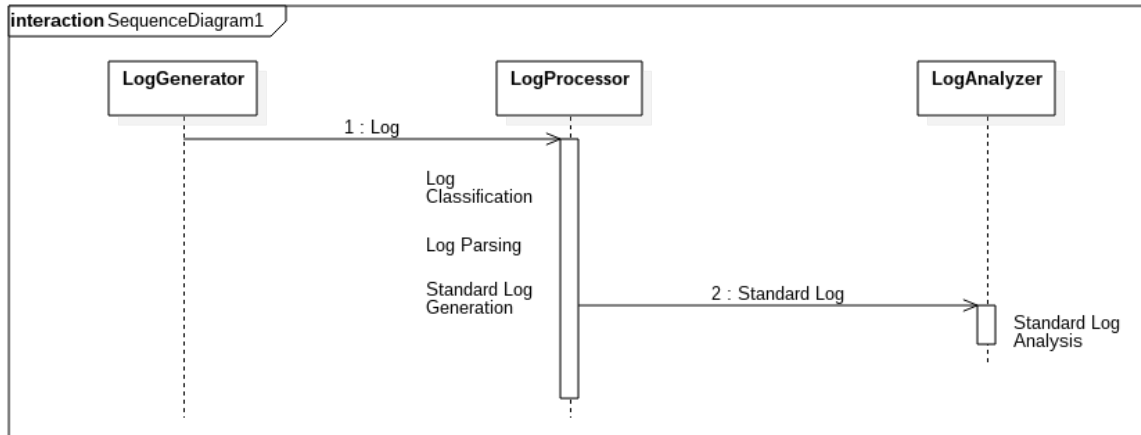 interaction SequenceDiagram1
LogGenerator
LogProcessor
LogAnalyzer
1 : Log
Log
Classification
Log Parsing
Standard Log
Generation
2 : Standard Log
Standard Log
Analysis